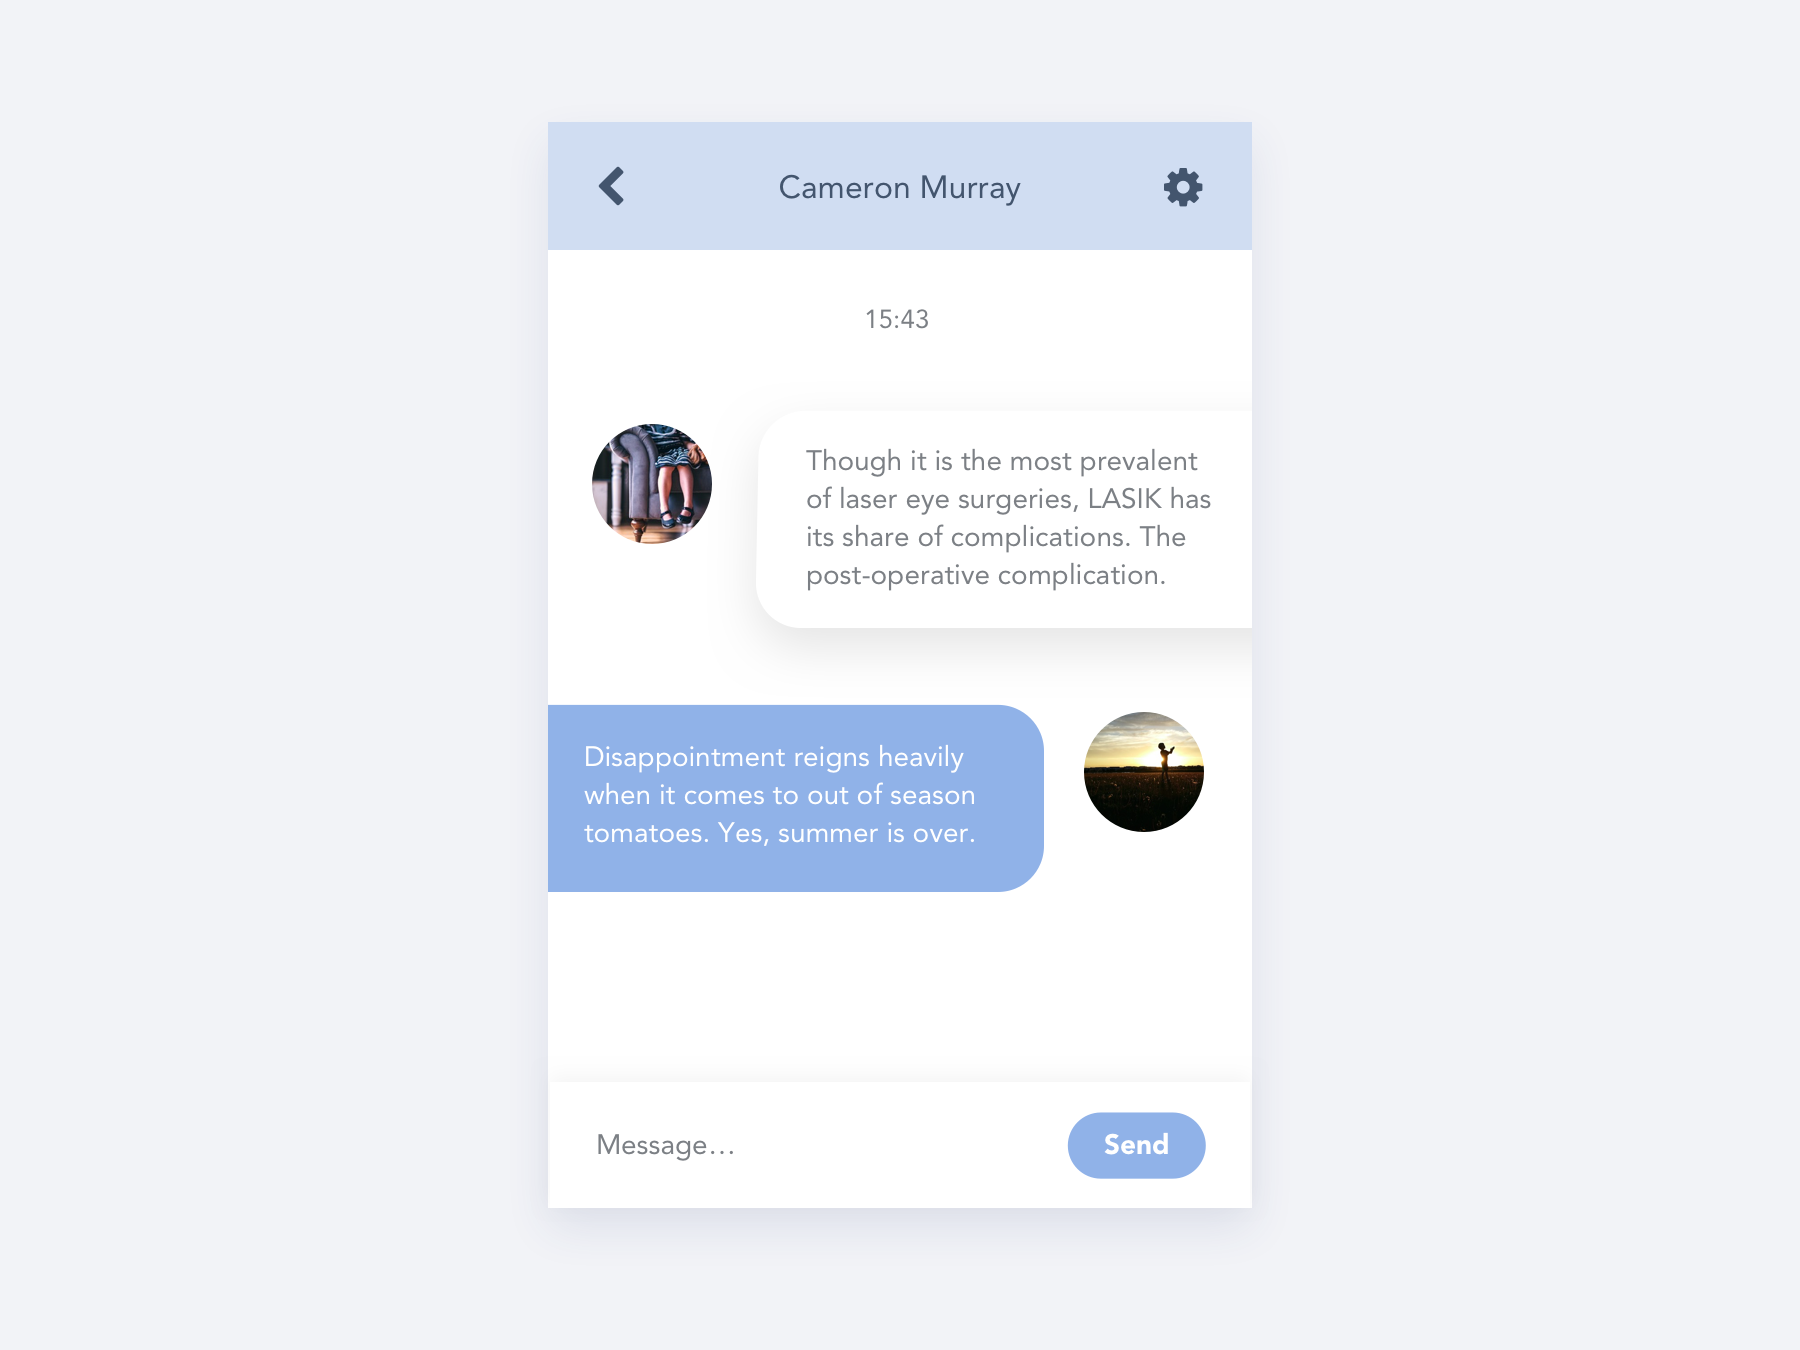 Cameron Murray
15:43
Though it is the most prevalent
of laser eye surgeries, LASIK has
its share of complications. The
post-operative complication.
Disappointment reigns heavily
when it comes to out of season
tomatoes. Yes, summer is over.
Message…
Send